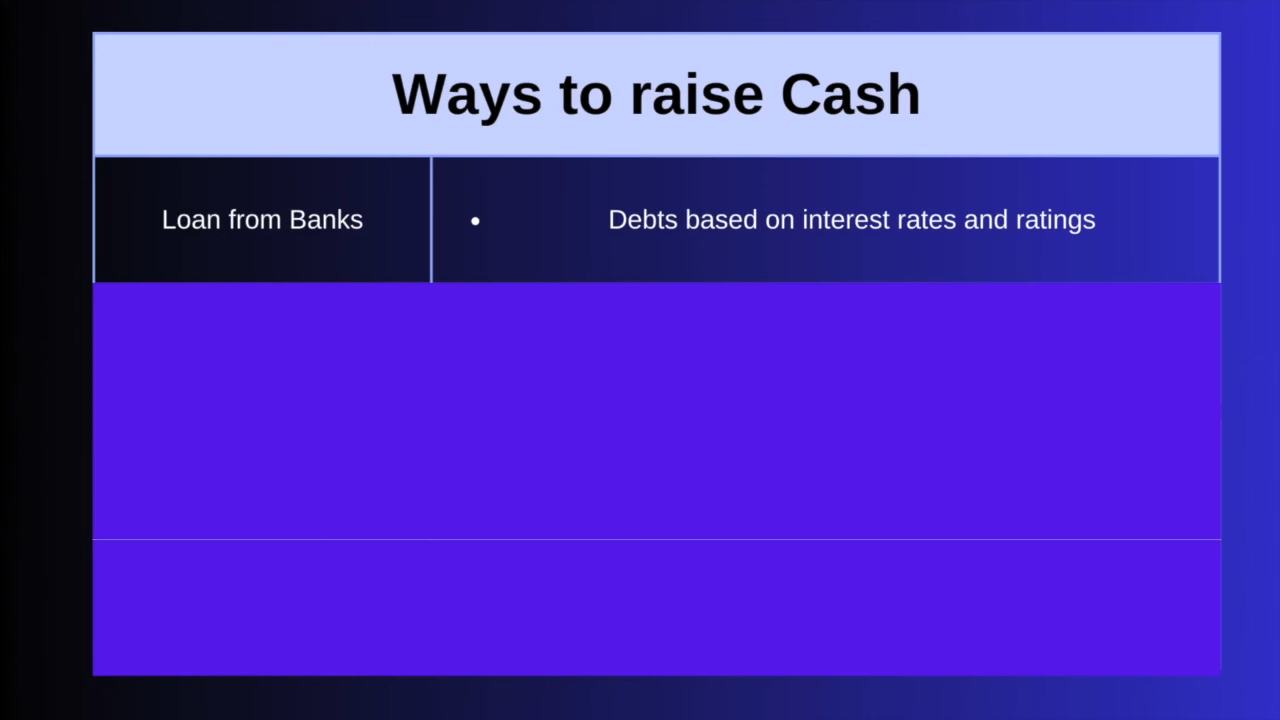 Ways to raise Cash
Loan from Banks
• Debts based on interest rates and ratings